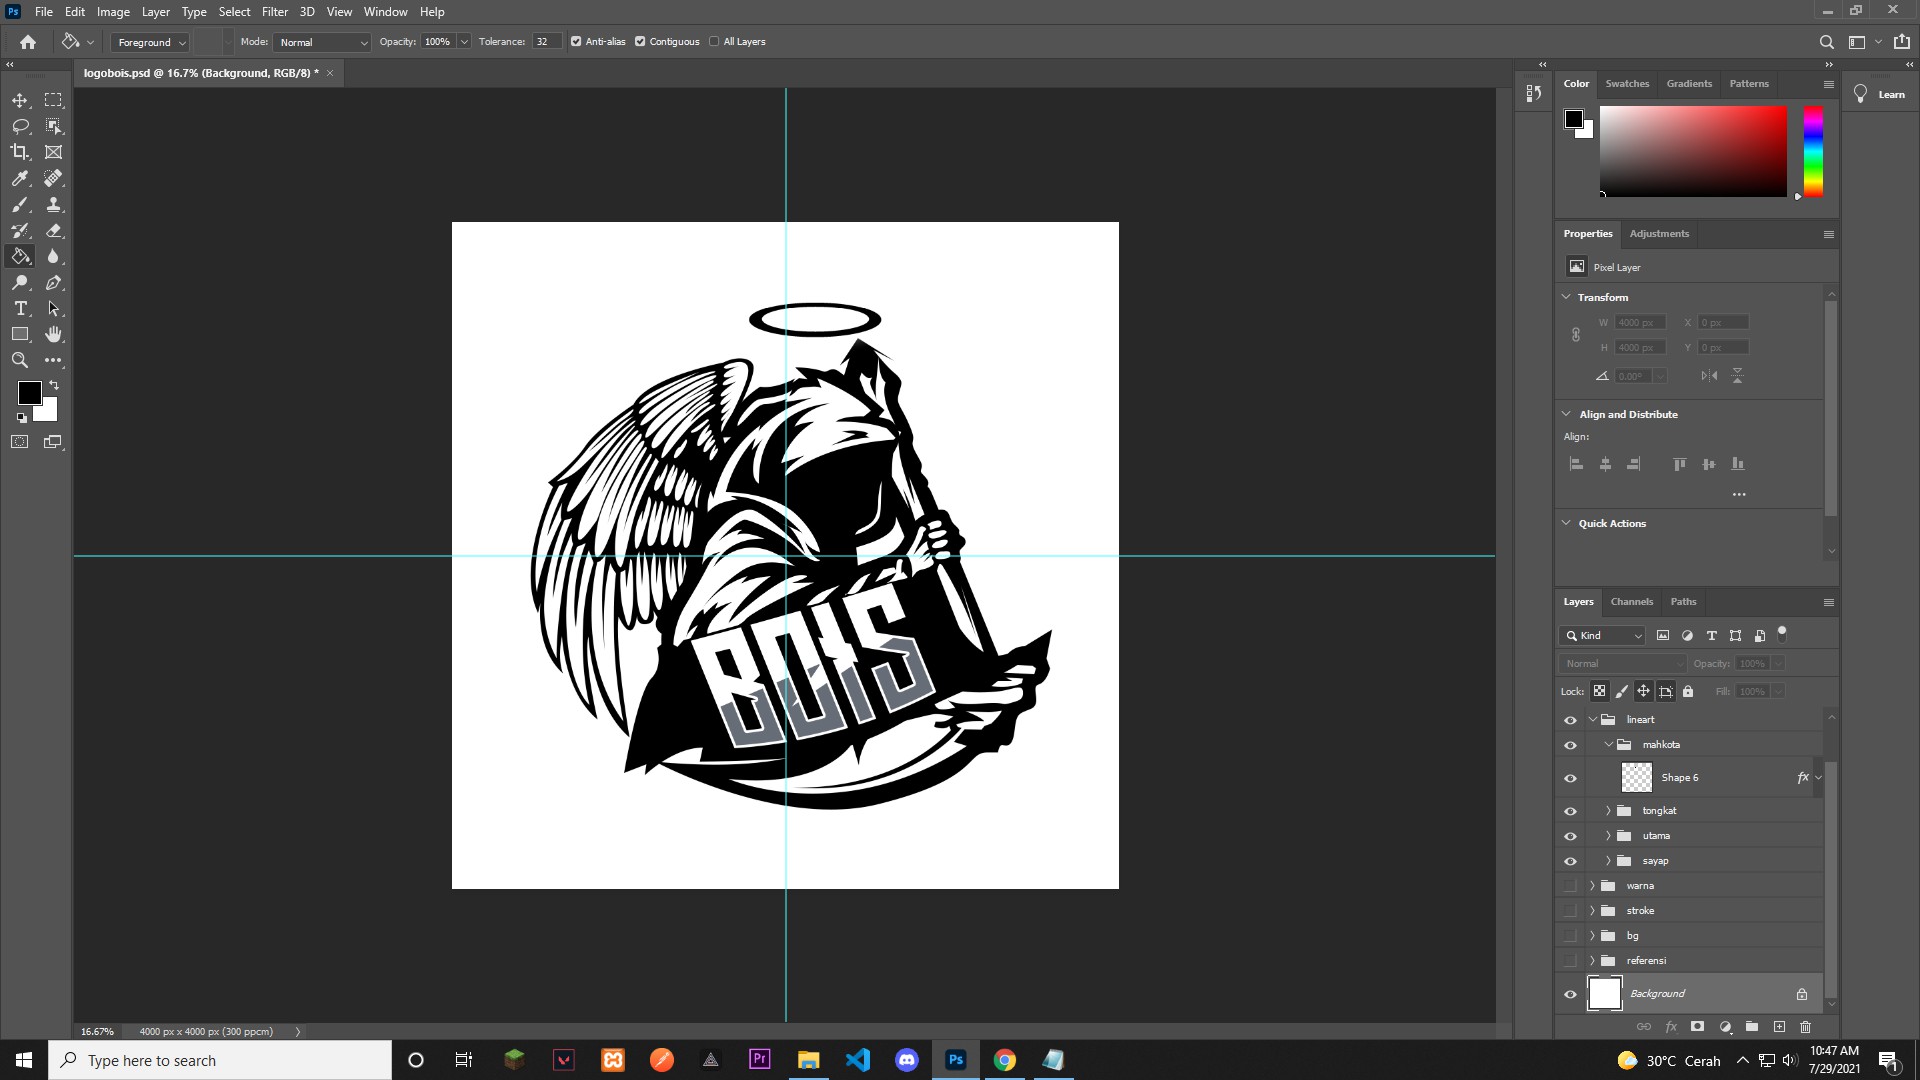 Ps File Edit Image Layer Type Select Filter 3D View Window Help
Foreground Mode: Normal Opacity: 100% Tolerance: 32 Anti-alias Contiguous All Layers
logobois.psd @ 16.7% (Background, RGB/8) * ×
BOIS
16.67% 4000 px x 4000 px (300 ppcm)
Color Swatches Gradients Patterns
Learn
Properties Adjustments
Pixel Layer
Transform
W 4000 px X 0 px
H 4000 px Y 0 px
0.00°
Align and Distribute
Align:
Quick Actions
Layers Channels Paths
Kind
Normal Opacity: 100%
Lock: Fill: 100%
lineart
mahkota
Shape 6 fx
tongkat
utama
sayap
warna
stroke
bg
referensi
Background
fx
Type here to search
Pr
Ps
30°C Cerah
10:47 AM
7/29/2021
1